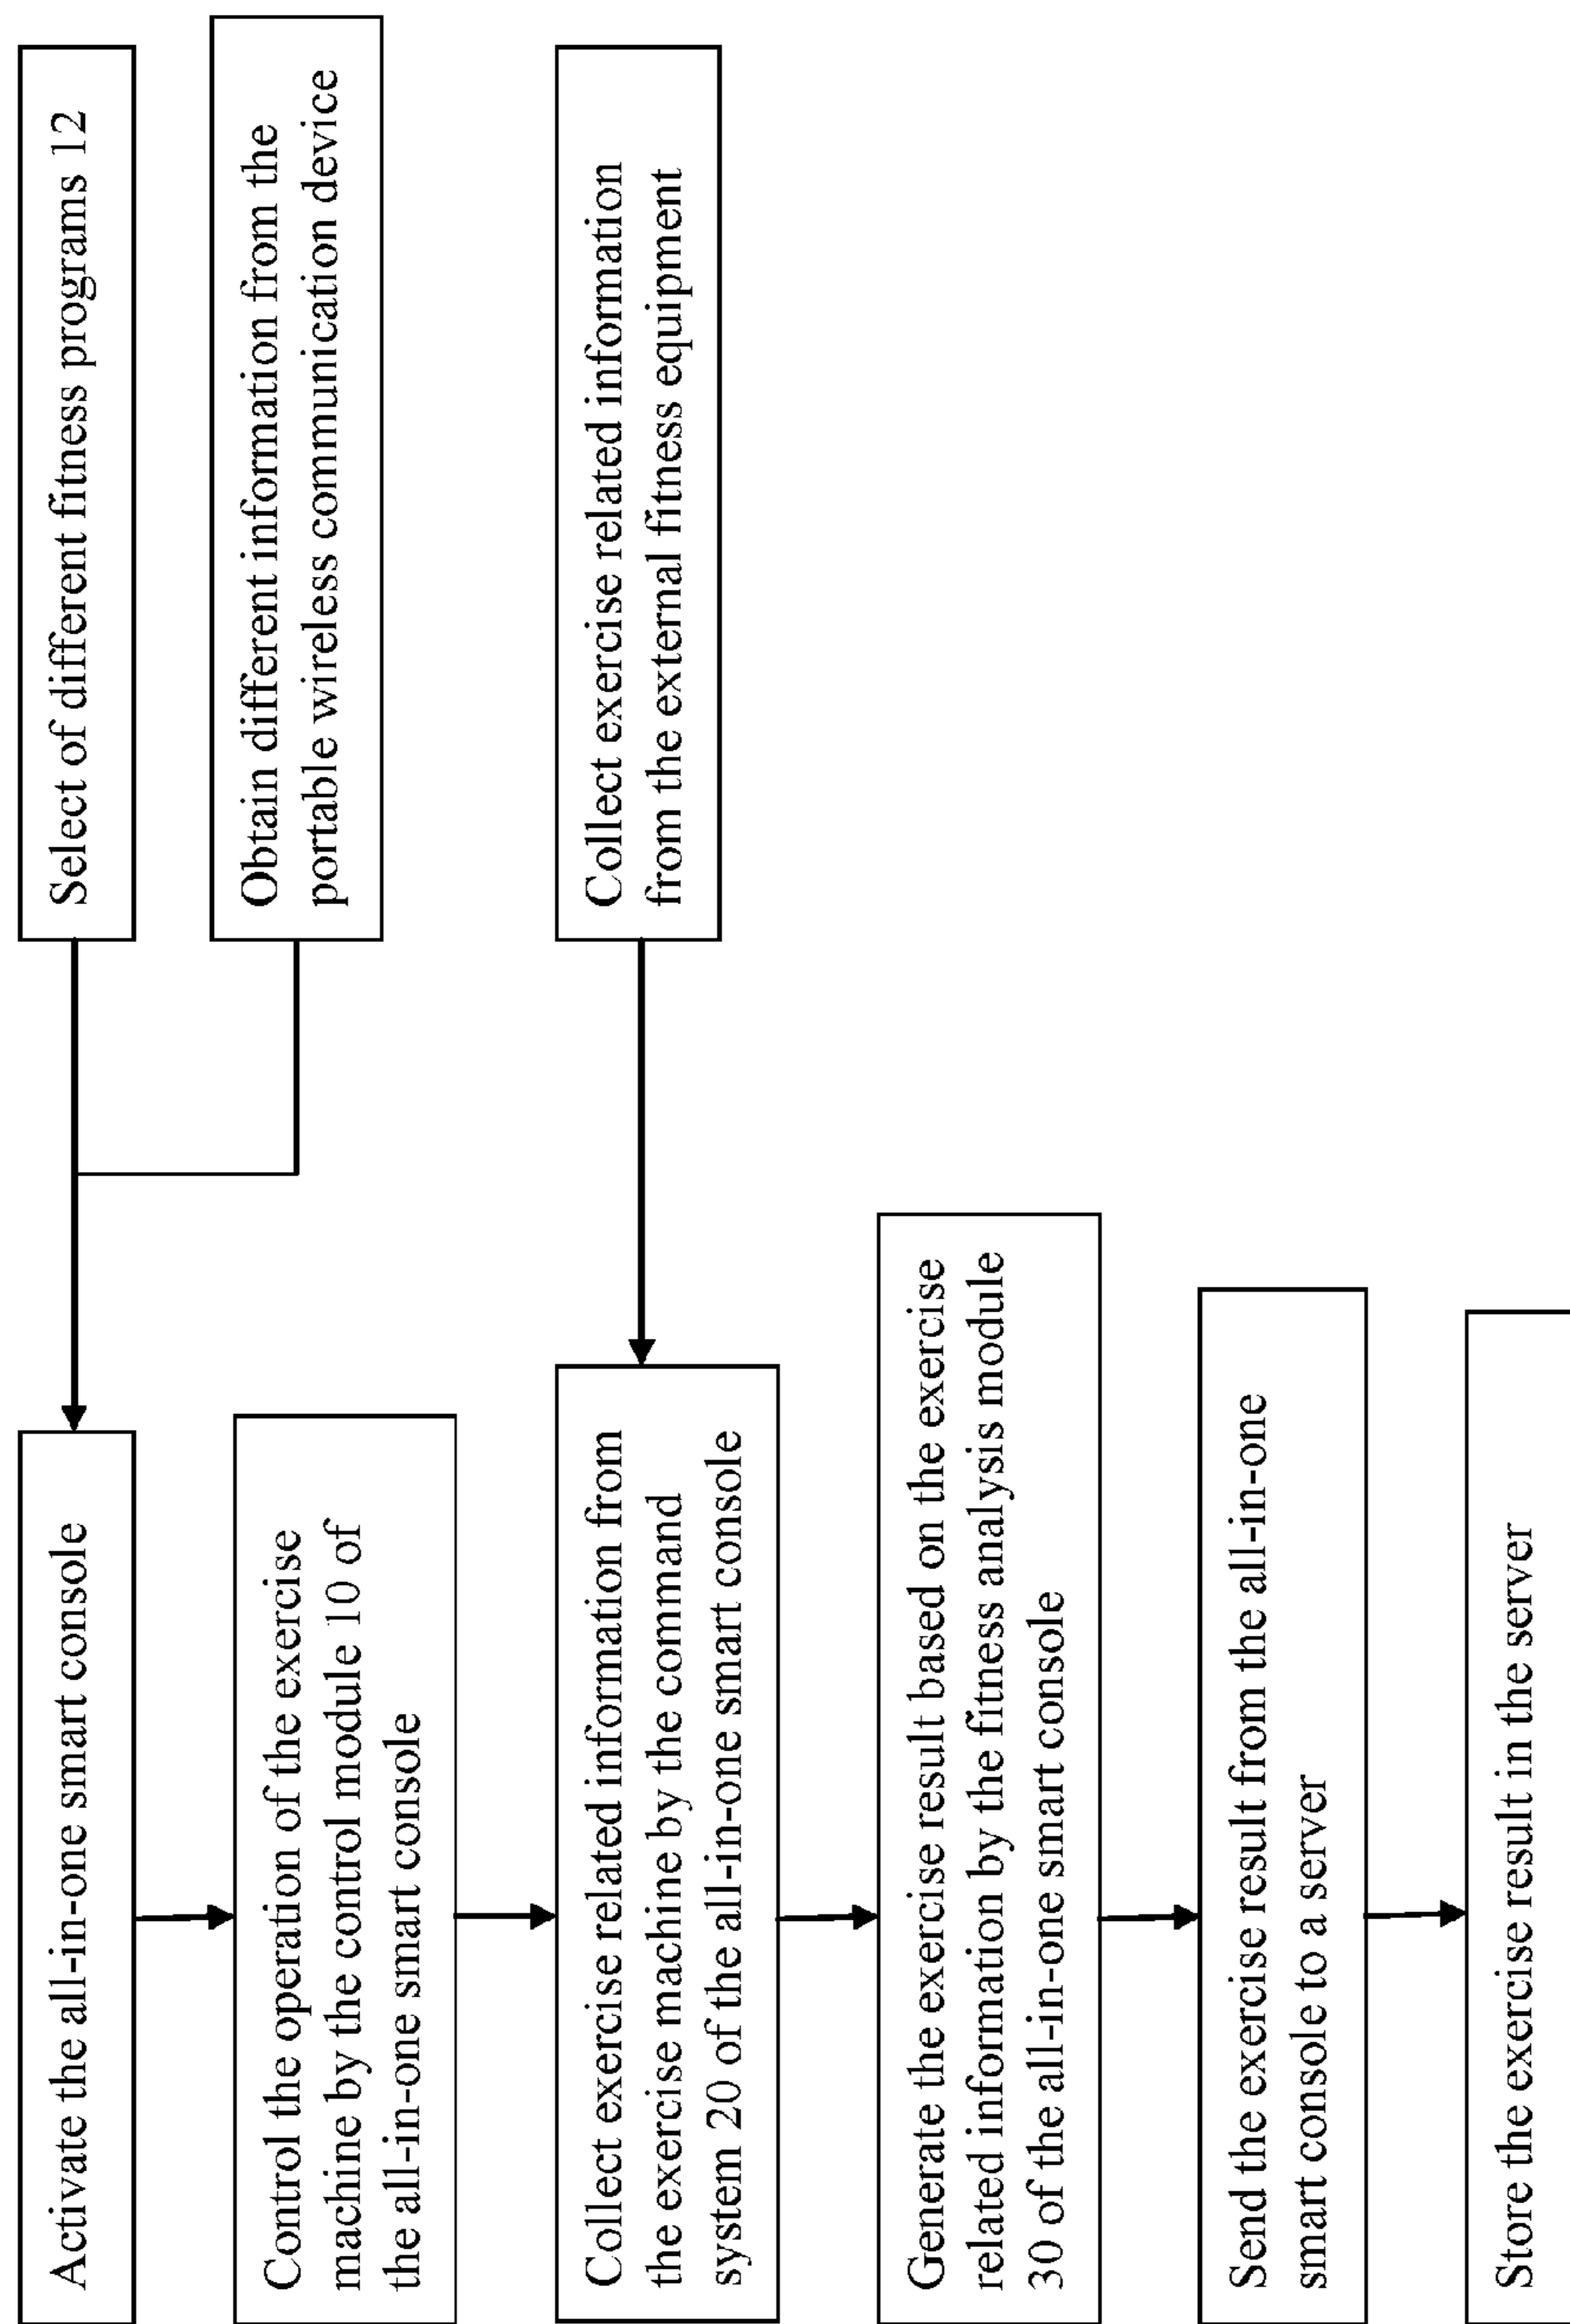 Activate the all-in-one smart console
Select of different fitness programs 12
Obtain different information from the
portable wireless communication device
Control the operation of the exercise
machine by the control module 10 of
the all-in-one smart console
Collect exercise related information from
the exercise machine by the command
system 20 of the all-in-one smart console
Collect exercise related information
from the external fitness equipment
Generate the exercise result based on the exercise
related information by the fitness analysis module
30 of the all-in-one smart console
Send the exercise result from the all-in-one
smart console to a server
Store the exercise result in the server